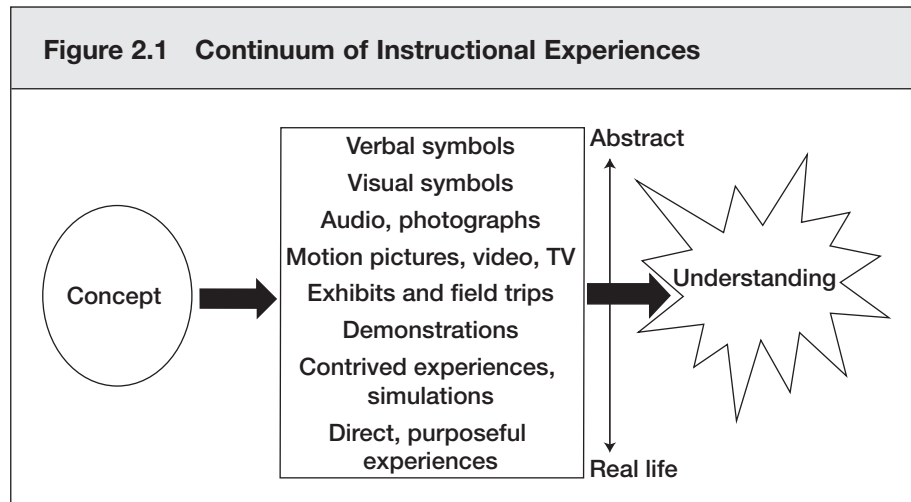 Figure 2.1 Continuum of Instructional Experiences
Concept
Verbal symbols
Visual symbols
Audio, photographs
Motion pictures, video, TV
Exhibits and field trips
Demonstrations
Contrived experiences,
simulations
Direct, purposeful
experiences
Abstract
Real life
Understanding